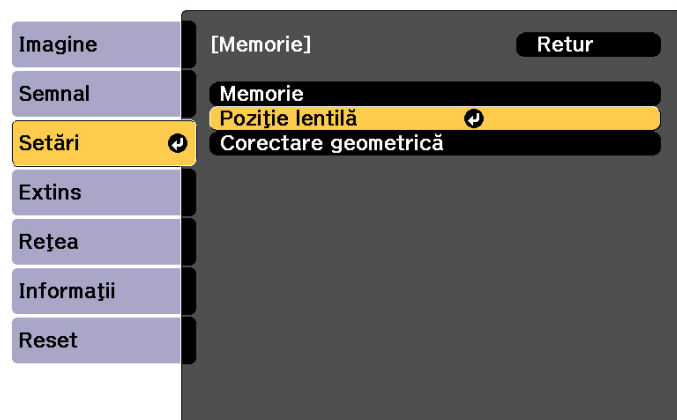 Imagine
Semnal
Setări
Extins
Reţea
Informaţii
Reset
[Memorie] Retur
Memorie
Poziţie lentilă
Corectare geometrică